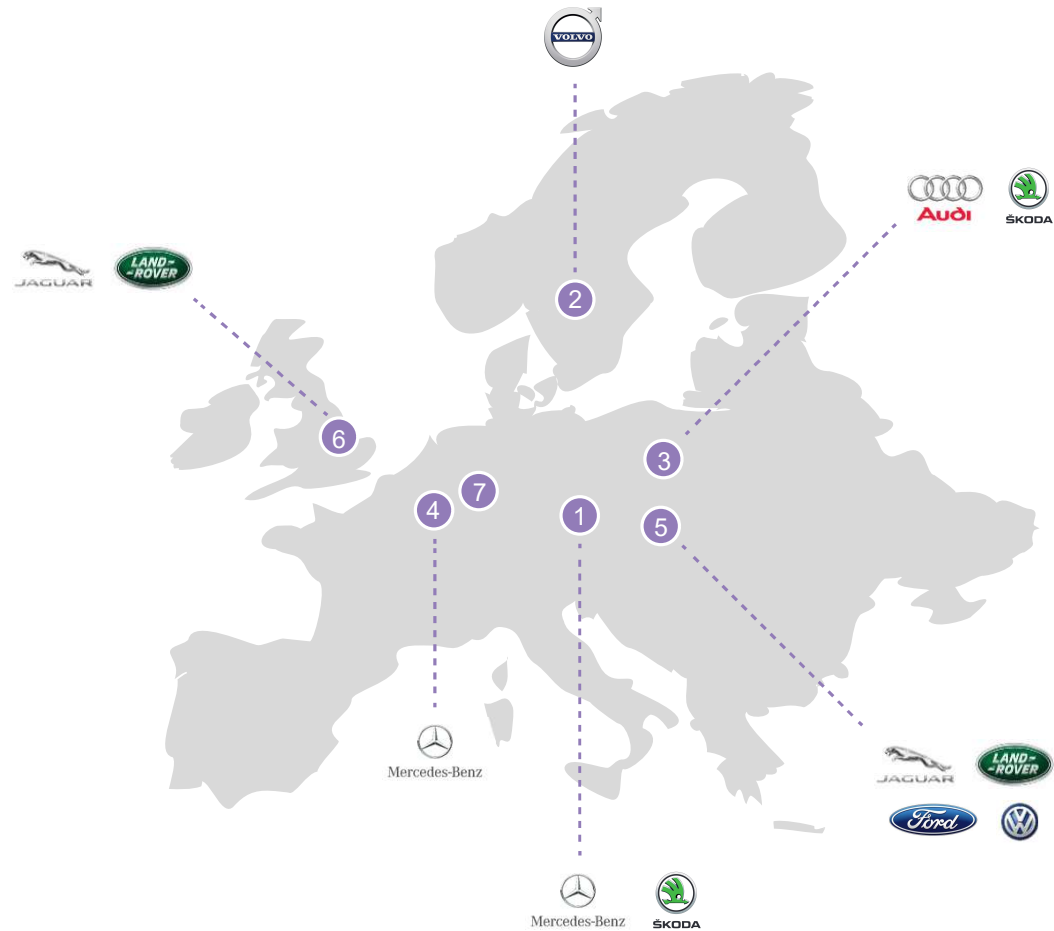 VOLVO
Audi
ŠKODA
JAGUAR
LAND-
-ROVER
2
6
3
7
4
1
5
Mercedes-Benz
JAGUAR
LAND-
-ROVER
Ford
Mercedes-Benz
ŠKODA